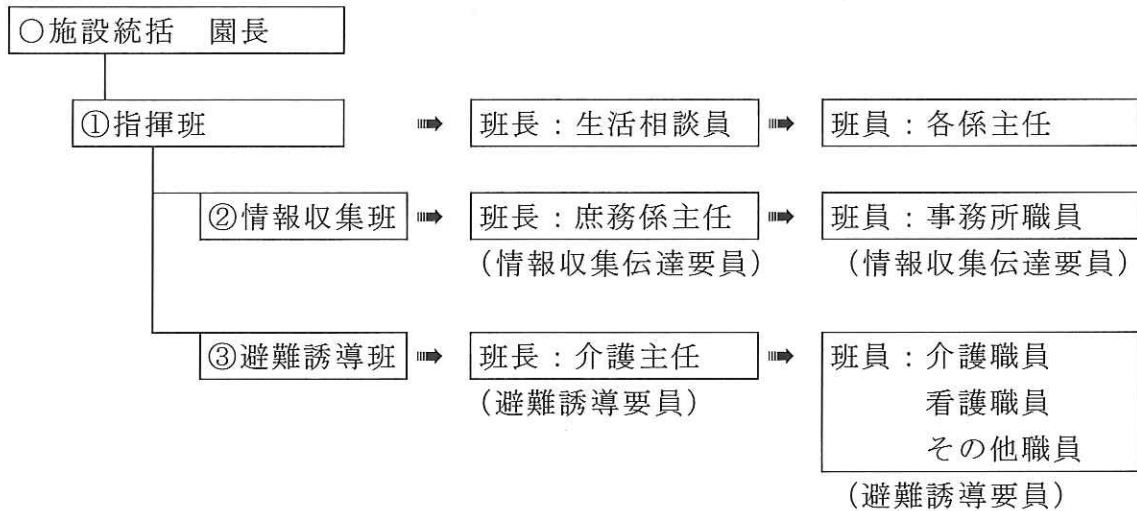 ○施設統括　園長
①指揮班 ➠ 班長：生活相談員 ➠ 班員：各係主任
②情報収集班 ➠ 班長：庶務係主任 ➠ 班員：事務所職員
（情報収集伝達要員） （情報収集伝達要員）
③避難誘導班 ➠ 班長：介護主任 ➠ 班員：介護職員
（避難誘導要員） 看護職員
その他職員
（避難誘導要員）